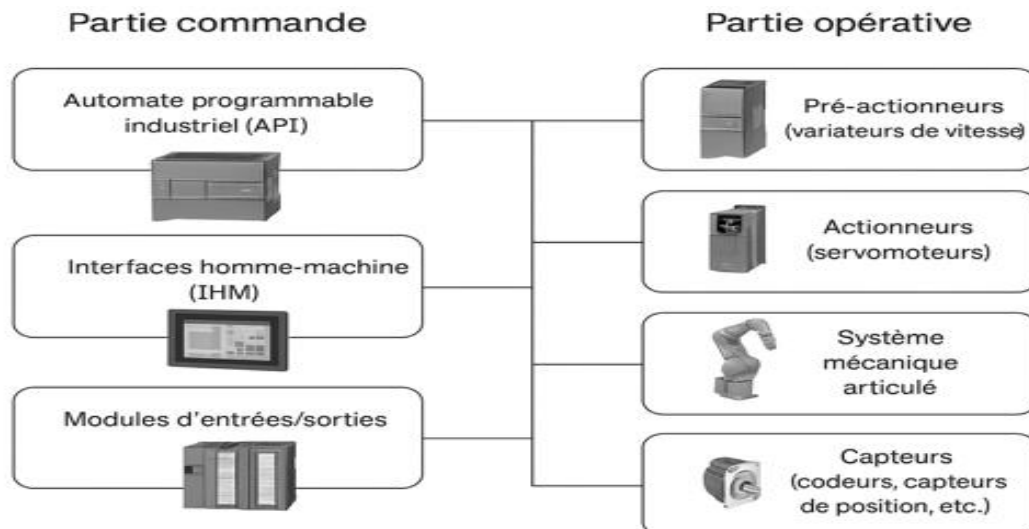 Partie commande
Automate programmable
industriel (API)
Interfaces homme-machine
(IHM)
Modules d'entrées/sorties
Partie opérative
Pré-actionneurs
(variateurs de vitesse)
Actionneurs
(servomoteurs)
Système
mécanique
articulé
Capteurs
(codeurs, capteurs
de position, etc.)